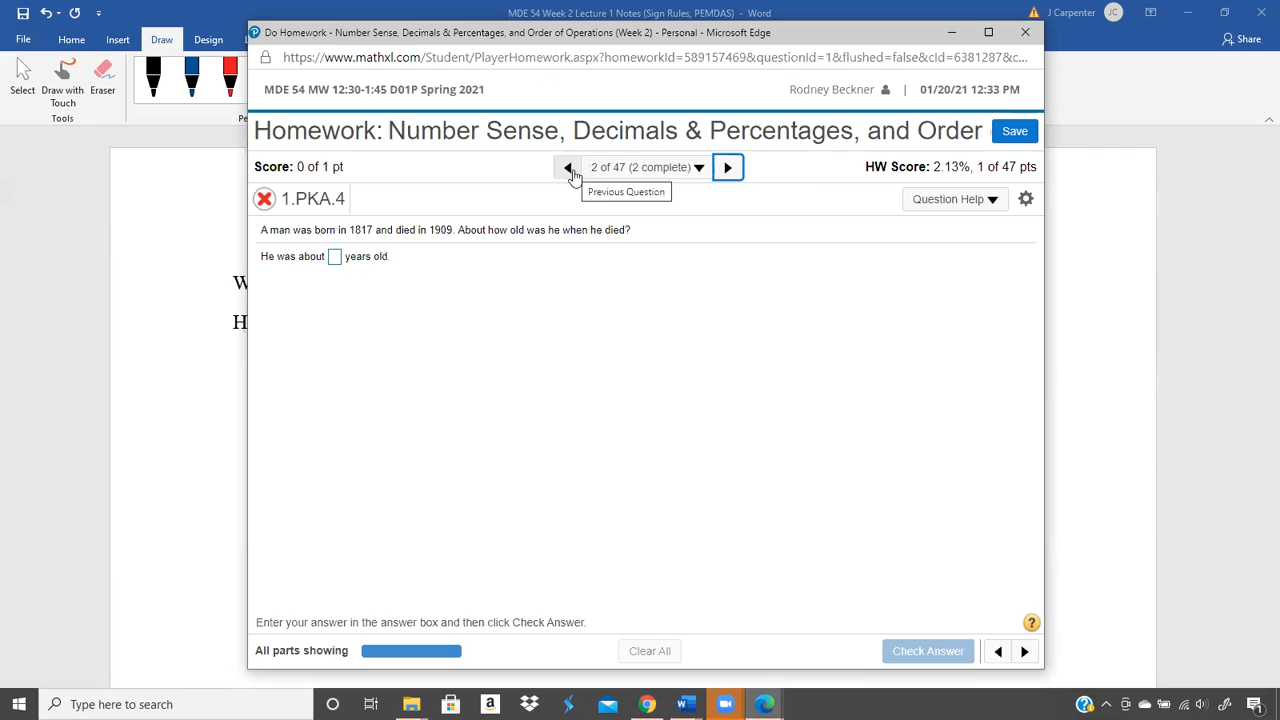 MDE 54 Week 2 Lecture 1 Notes (Sign Rules, PEMDAS) - Word
J Carpenter
JC
File
Home
Insert
Draw
Design
Share
Select
Draw with Touch
Eraser
Tools
Do Homework - Number Sense, Decimals & Percentages, and Order of Operations (Week 2) - Personal - Microsoft Edge
https://www.mathxl.com/Student/PlayerHomework.aspx?homeworkId=589157469&questionId=1&flushed=false&cId=6381287&c...
MDE 54 MW 12:30-1:45 D01P Spring 2021
Rodney Beckner | 01/20/21 12:33 PM
Homework: Number Sense, Decimals & Percentages, and Order
Save
Score: 0 of 1 pt
2 of 47 (2 complete)
HW Score: 2.13%, 1 of 47 pts
Previous Question
1.PKA.4
Question Help
A man was born in 1817 and died in 1909. About how old was he when he died?
He was about years old.
W
H
Enter your answer in the answer box and then click Check Answer.
?
All parts showing
Clear All
Check Answer
Type here to search